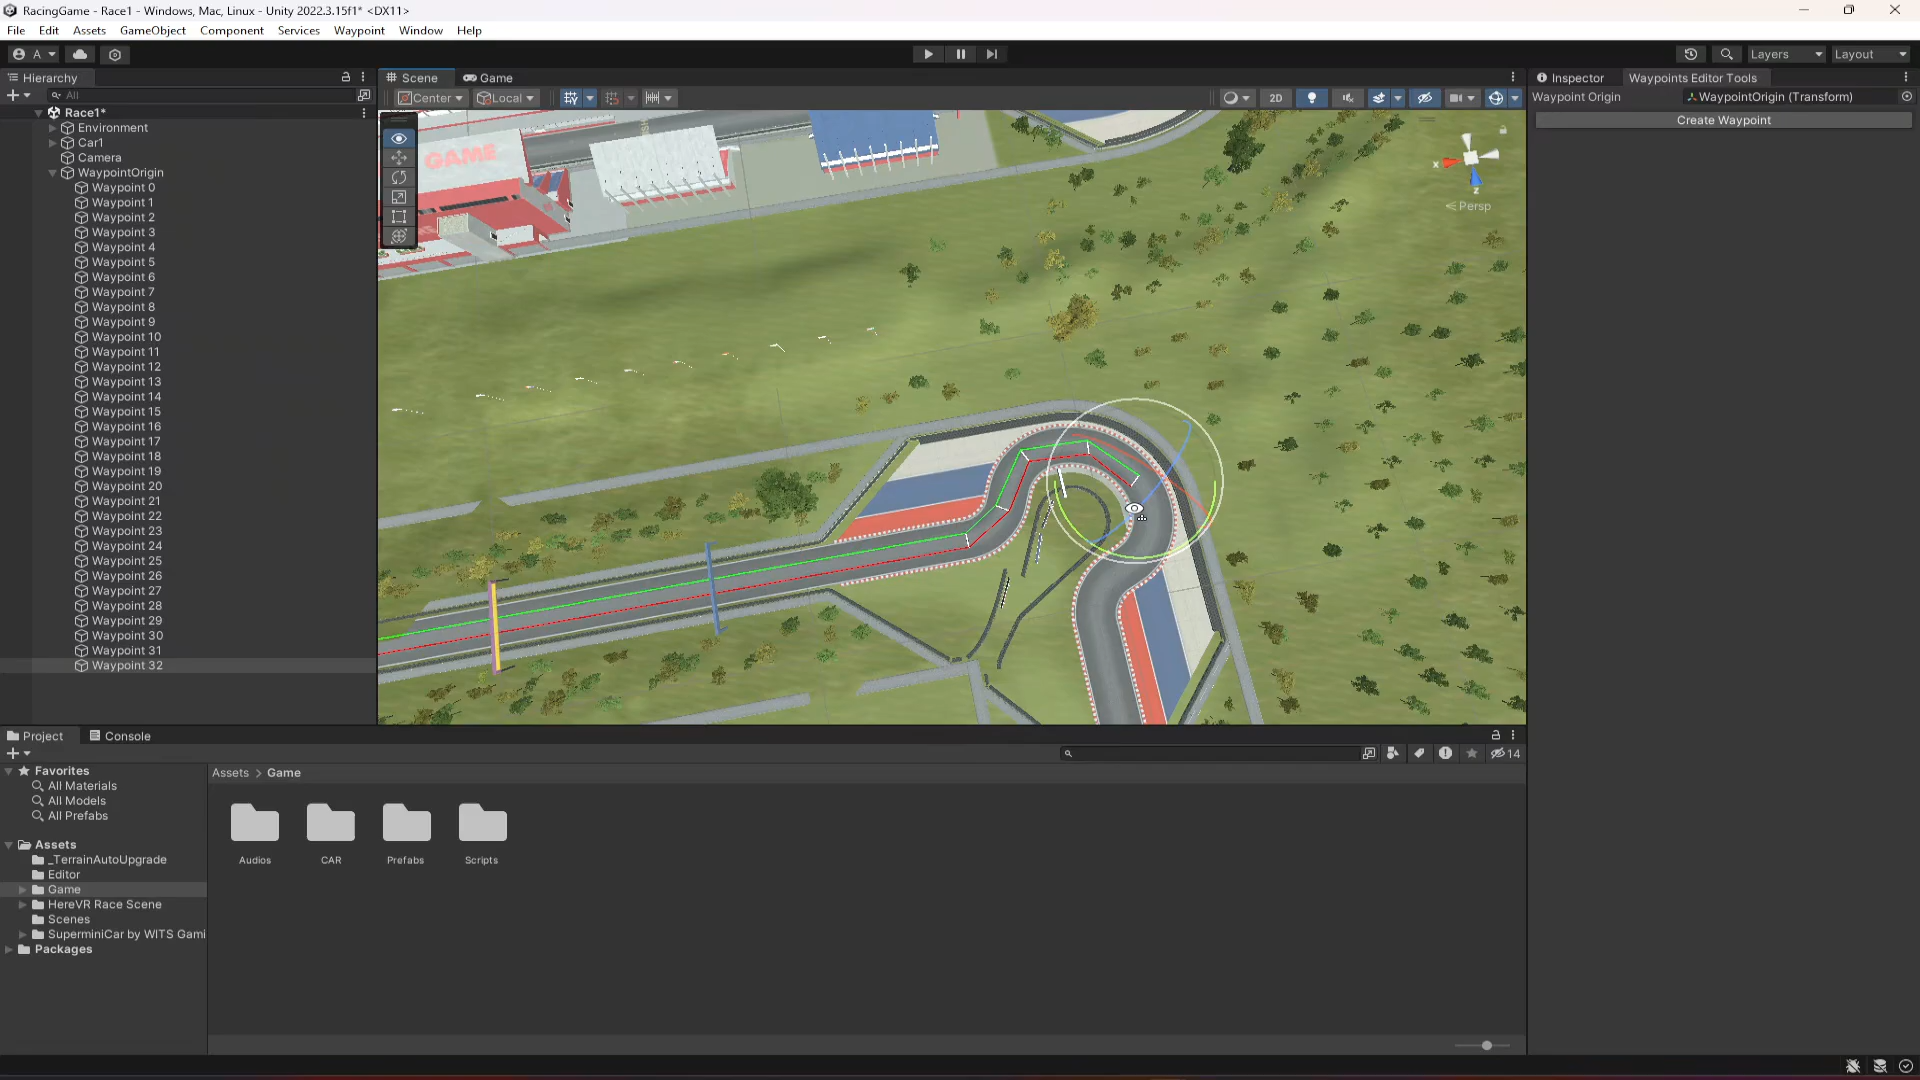 RacingGame - Race1 - Windows, Mac, Linux - Unity 2022.3.15f1* <DX11>
File Edit Assets GameObject Component Services Waypoint Window Help
A Layers Layout
Hierarchy
All
Race1*
Environment
Car1
Camera
WaypointOrigin
Waypoint 0
Waypoint 1
Waypoint 2
Waypoint 3
Waypoint 4
Waypoint 5
Waypoint 6
Waypoint 7
Waypoint 8
Waypoint 9
Waypoint 10
Waypoint 11
Waypoint 12
Waypoint 13
Waypoint 14
Waypoint 15
Waypoint 16
Waypoint 17
Waypoint 18
Waypoint 19
Waypoint 20
Waypoint 21
Waypoint 22
Waypoint 23
Waypoint 24
Waypoint 25
Waypoint 26
Waypoint 27
Waypoint 28
Waypoint 29
Waypoint 30
Waypoint 31
Waypoint 32
Scene Game
Center Local 2D
GAME
x
z
Persp
Inspector Waypoints Editor Tools
Waypoint Origin WaypointOrigin (Transform)
Create Waypoint
Project Console
14
Favorites
All Materials
All Models
All Prefabs
Assets
_TerrainAutoUpgrade
Editor
Game
HereVR Race Scene
Scenes
SuperminiCar by WITS Gami
Packages
Assets > Game
Audios CAR Prefabs Scripts